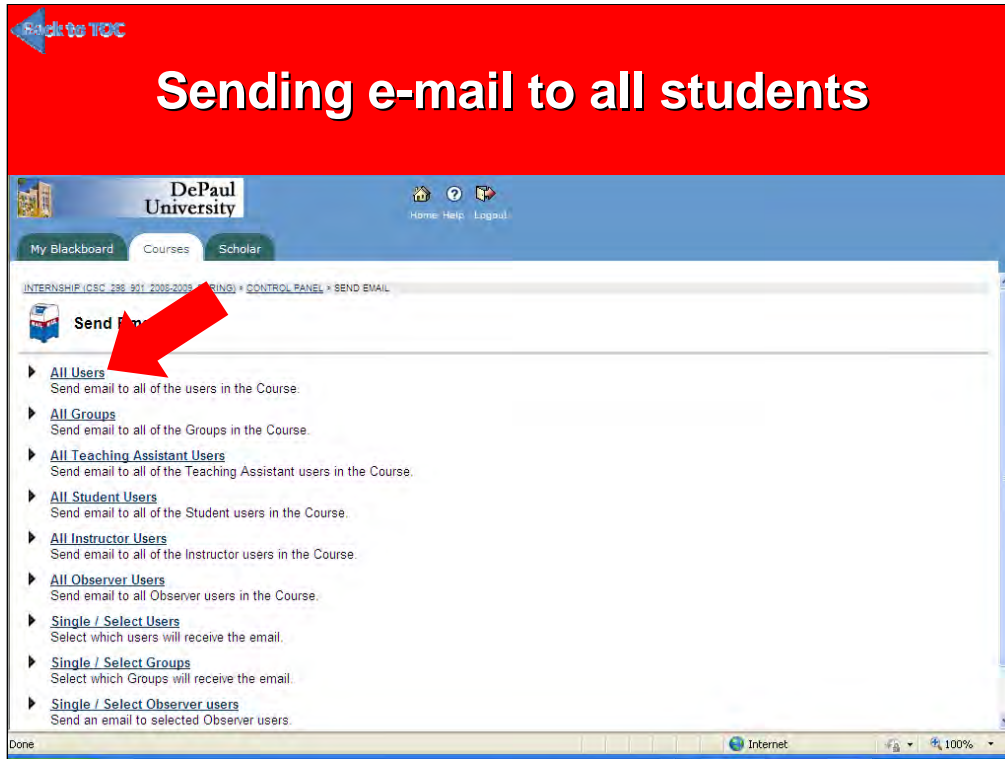 Back to TOC
Sending e-mail to all students
DePaul
University
Home Help Logout
My Blackboard Courses Scholar
INTERNSHIP (CSC_298_901_2008-2009_ RING) > CONTROL PANEL > SEND EMAIL
Send Em
All Users
Send email to all of the users in the Course.
All Groups
Send email to all of the Groups in the Course.
All Teaching Assistant Users
Send email to all of the Teaching Assistant users in the Course.
All Student Users
Send email to all of the Student users in the Course.
All Instructor Users
Send email to all of the Instructor users in the Course.
All Observer Users
Send email to all Observer users in the Course.
Single / Select Users
Select which users will receive the email.
Single / Select Groups
Select which Groups will receive the email.
Single / Select Observer users
Send an email to selected Observer users.
Done Internet 100%